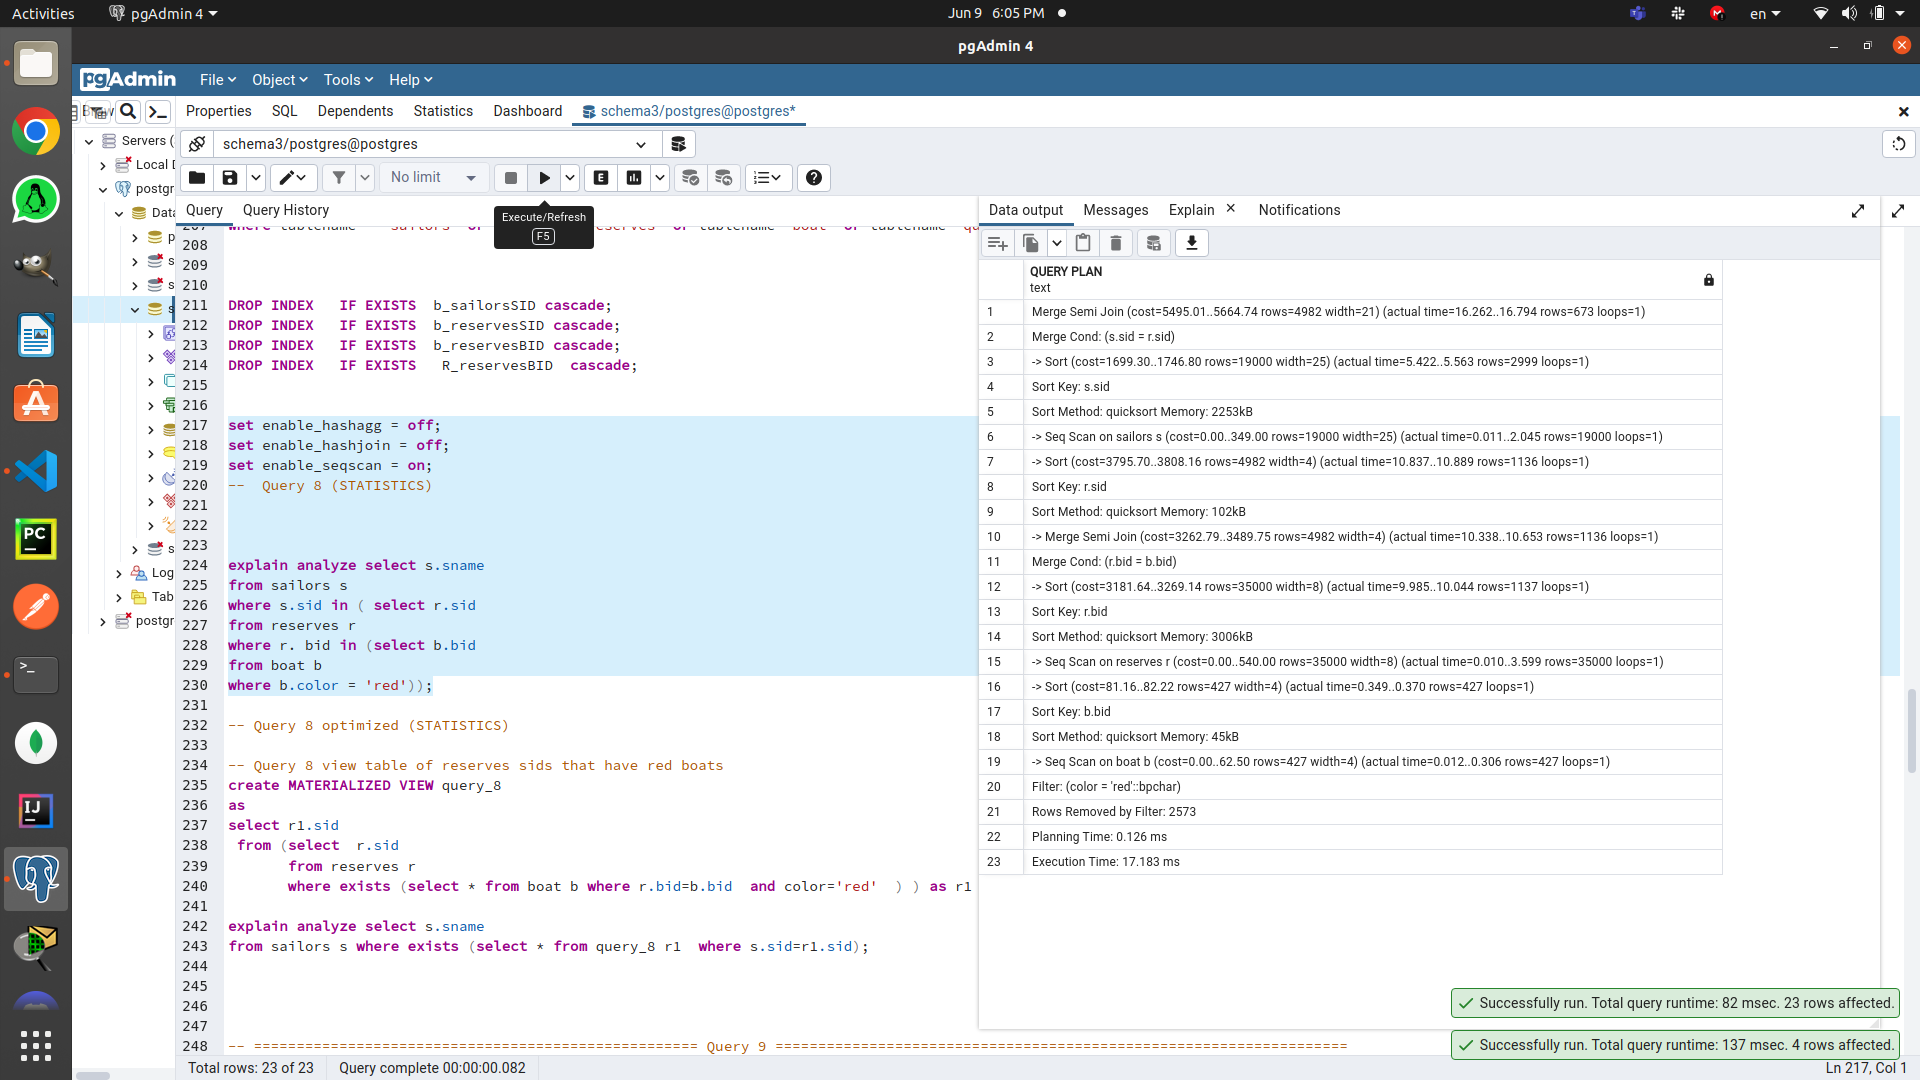 Activities
pgAdmin 4
Jun 9 6:05 PM
en
pgAdmin 4
pgAdmin
File
Object
Tools
Help
Properties
SQL
Dependents
Statistics
Dashboard
schema3/postgres@postgres*
Servers (
Local D
postgr
Data
p
s
s
s
s
Log
Tab
postgr
schema3/postgres@postgres
No limit
E
Execute/Refresh
F5
Query
Query History
207 where tablename
208
209
210
211 DROP INDEX   IF EXISTS  b_sailorsSID cascade;
212 DROP INDEX   IF EXISTS  b_reservesSID cascade;
213 DROP INDEX   IF EXISTS  b_reservesBID cascade;
214 DROP INDEX   IF EXISTS   R_reservesBID  cascade;
215
216
217 set enable_hashagg = off;
218 set enable_hashjoin = off;
219 set enable_seqscan = on;
220 --  Query 8 (STATISTICS)
221
222
223
224 explain analyze select s.sname
225 from sailors s
226 where s.sid in ( select r.sid
227 from reserves r
228 where r. bid in (select b.bid
229 from boat b
230 where b.color = 'red'));
231
232 -- Query 8 optimized (STATISTICS)
233
234 -- Query 8 view table of reserves sids that have red boats
235 create MATERIALIZED VIEW query_8
236 as
237 select r1.sid
238  from (select  r.sid
239        from reserves r
240        where exists (select * from boat b where r.bid=b.bid  and color='red'  ) ) as r1
241
242 explain analyze select s.sname
243 from sailors s where exists (select * from query_8 r1  where s.sid=r1.sid);
244
245
246
247
248 -- ==================================================== Query 9 ===================================================================
Data output
Messages
Explain
Notifications
QUERY PLAN
text
1 Merge Semi Join (cost=5495.01..5664.74 rows=4982 width=21) (actual time=16.262..16.794 rows=673 loops=1)
2 Merge Cond: (s.sid = r.sid)
3 -> Sort (cost=1699.30..1746.80 rows=19000 width=25) (actual time=5.422..5.563 rows=2999 loops=1)
4 Sort Key: s.sid
5 Sort Method: quicksort Memory: 2253kB
6 -> Seq Scan on sailors s (cost=0.00..349.00 rows=19000 width=25) (actual time=0.011..2.045 rows=19000 loops=1)
7 -> Sort (cost=3795.70..3808.16 rows=4982 width=4) (actual time=10.837..10.889 rows=1136 loops=1)
8 Sort Key: r.sid
9 Sort Method: quicksort Memory: 102kB
10 -> Merge Semi Join (cost=3262.79..3489.75 rows=4982 width=4) (actual time=10.338..10.653 rows=1136 loops=1)
11 Merge Cond: (r.bid = b.bid)
12 -> Sort (cost=3181.64..3269.14 rows=35000 width=8) (actual time=9.985..10.044 rows=1137 loops=1)
13 Sort Key: r.bid
14 Sort Method: quicksort Memory: 3006kB
15 -> Seq Scan on reserves r (cost=0.00..540.00 rows=35000 width=8) (actual time=0.010..3.599 rows=35000 loops=1)
16 -> Sort (cost=81.16..82.22 rows=427 width=4) (actual time=0.349..0.370 rows=427 loops=1)
17 Sort Key: b.bid
18 Sort Method: quicksort Memory: 45kB
19 -> Seq Scan on boat b (cost=0.00..62.50 rows=427 width=4) (actual time=0.012..0.306 rows=427 loops=1)
20 Filter: (color = 'red'::bpchar)
21 Rows Removed by Filter: 2573
22 Planning Time: 0.126 ms
23 Execution Time: 17.183 ms
Successfully run. Total query runtime: 82 msec. 23 rows affected.
Successfully run. Total query runtime: 137 msec. 4 rows affected.
Total rows: 23 of 23
Query complete 00:00:00.082
Ln 217, Col 1